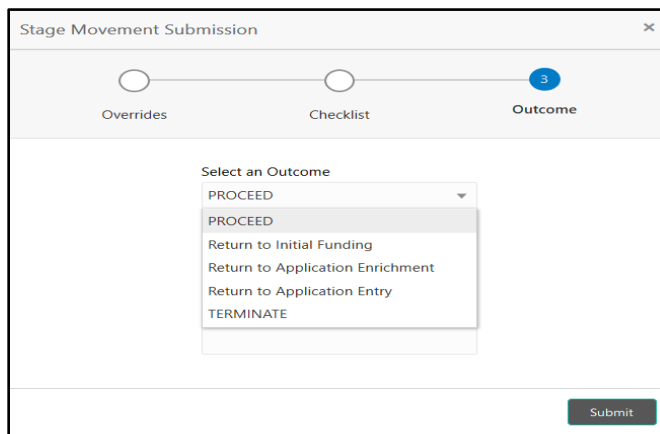 Stage Movement Submission ×
3
Overrides Checklist Outcome
Select an Outcome
PROCEED
PROCEED
Return to Initial Funding
Return to Application Enrichment
Return to Application Entry
TERMINATE
Submit